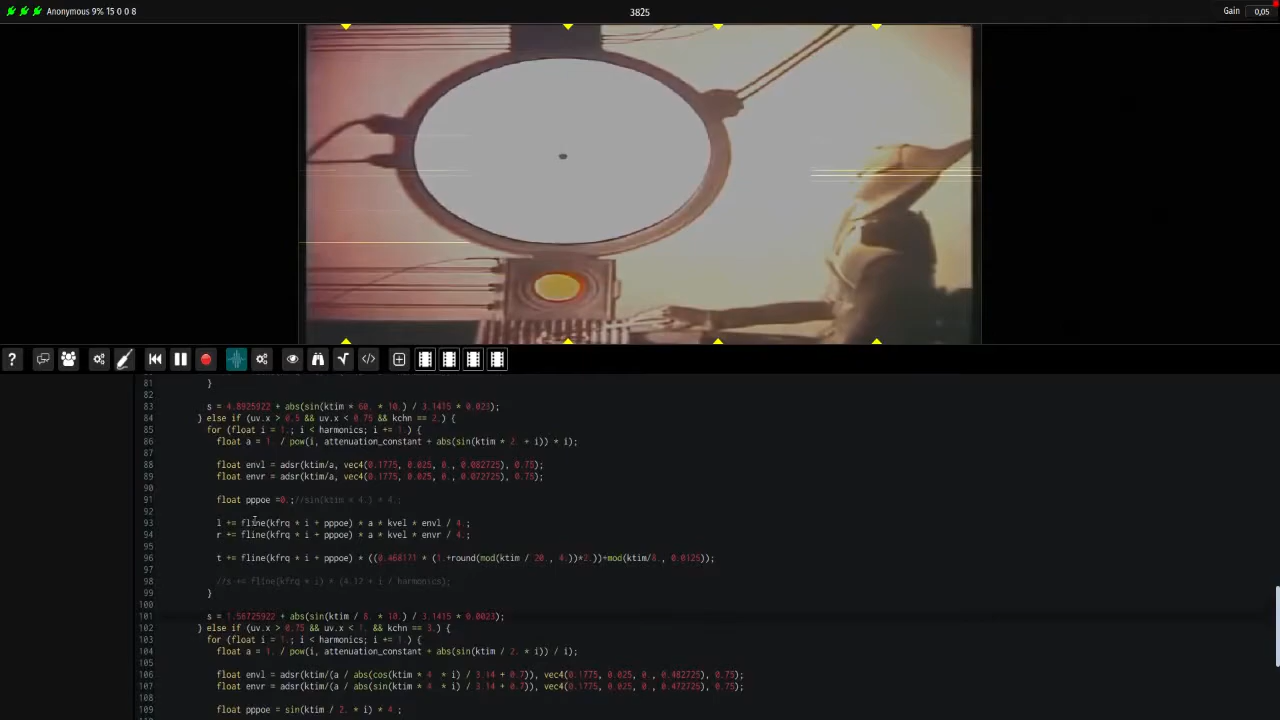 Anonymous 9% 15 0 0 8
3825
Gain 0,05
?
81 }
82
83 s = 4.8925922 + abs(sin(ktim * 60. * 10.) / 3.1415 * 0.023);
84 } else if (uv.x > 0.5 && uv.x < 0.75 && kchn == 2.) {
85 for (float i = 1.; i < harmonics; i += 1.) {
86 float a = 1. / pow(i, attenuation_constant + abs(sin(ktim * 2. + i)) * i);
87
88 float envl = adsr(ktim/a, vec4(0.1775, 0.025, 0., 0.082725), 0.75);
89 float envr = adsr(ktim/a, vec4(0.1775, 0.025, 0., 0.072725), 0.75);
90
91 float pppoe =0.;//sin(ktim * 4.) * 4.;
92
93 l += fline(kfrq * i + pppoe) * a * kvel * envl / 4.;
94 r += fline(kfrq * i + pppoe) * a * kvel * envr / 4.;
95
96 t += fline(kfrq * i + pppoe) * ((0.468171 * (1.+round(mod(ktim / 20., 4.))*2.))+mod(ktim/8., 0.0125));
97
98 //s += fline(kfrq * i) * (4.12 + i / harmonics);
99 }
100
101 s = 1.56725922 + abs(sin(ktim / 8. * 10.) / 3.1415 * 0.0023);
102 } else if (uv.x > 0.75 && uv.x < 1. && kchn == 3.) {
103 for (float i = 1.; i < harmonics; i += 1.) {
104 float a = 1. / pow(i, attenuation_constant + abs(sin(ktim / 2. * i)) / i);
105
106 float envl = adsr(ktim/(a / abs(cos(ktim * 4. * i) / 3.14 + 0.7)), vec4(0.1775, 0.025, 0., 0.482725), 0.75);
107 float envr = adsr(ktim/(a / abs(sin(ktim * 4. * i) / 3.14 + 0.7)), vec4(0.1775, 0.025, 0., 0.472725), 0.75);
108
109 float pppoe = sin(ktim / 2. * i) * 4.;